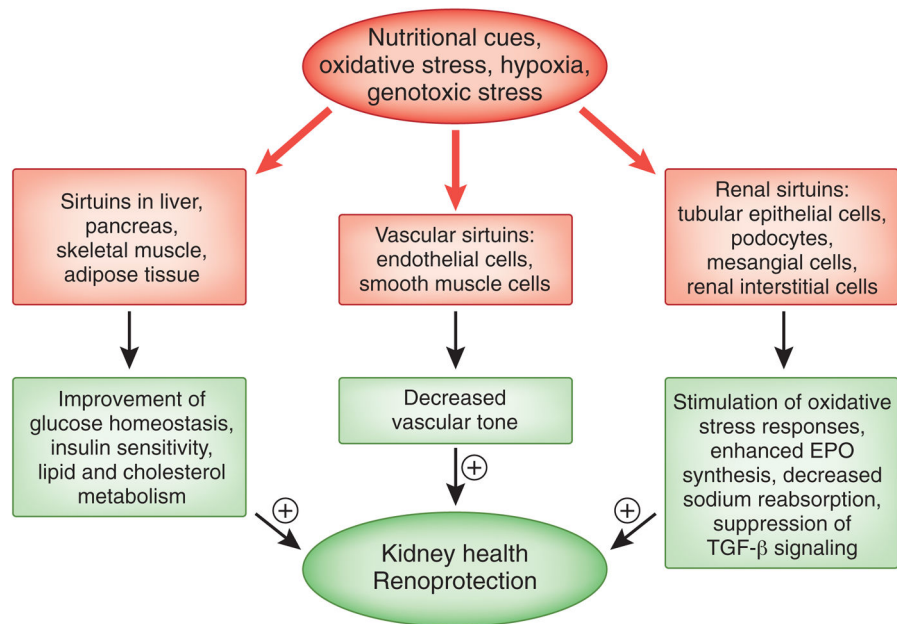 Nutritional cues,
oxidative stress, hypoxia,
genotoxic stress
Sirtuins in liver,
pancreas,
skeletal muscle,
adipose tissue
Vascular sirtuins:
endothelial cells,
smooth muscle cells
Renal sirtuins:
tubular epithelial cells,
podocytes,
mesangial cells,
renal interstitial cells
Improvement of
glucose homeostasis,
insulin sensitivity,
lipid and cholesterol
metabolism
Decreased
vascular tone
Stimulation of oxidative
stress responses,
enhanced EPO
synthesis, decreased
sodium reabsorption,
suppression of
TGF-β signaling
+
+
+
Kidney health
Renoprotection